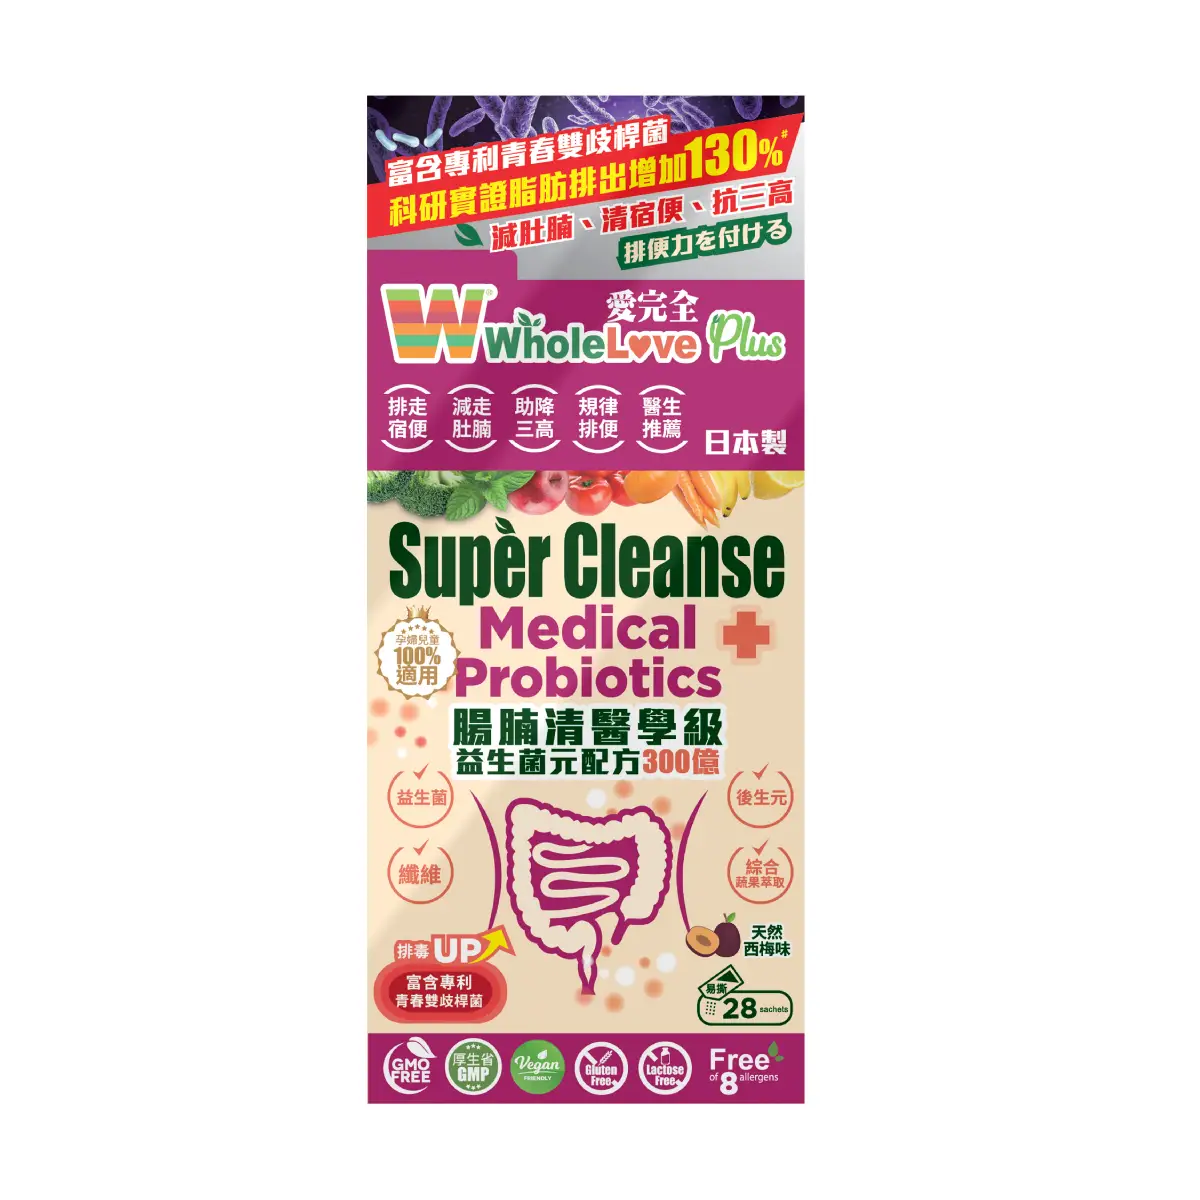 富含專利青春雙歧桿菌
科研實證脂肪排出增加130%#
減肚腩、清宿便、抗三高
排便力を付ける
W®
愛完全
WholeLove Plus
排走
宿便
減走
肚腩
助降
三高
規律
排便
醫生
推薦
日本製
Super Cleanse
Medical
Probiotics
孕婦兒童
100%
適用
腸腩清醫學級
益生菌元配方300億
益生菌
後生元
纖維
綜合
蔬果萃取
排毒UP
富含專利
青春雙歧桿菌
天然
西梅味
易撕
28 sachets
GMO
FREE
厚生省
GMP
Vegan
FRIENDLY
Gluten
Free
Lactose
Free
Free
of 8 allergens